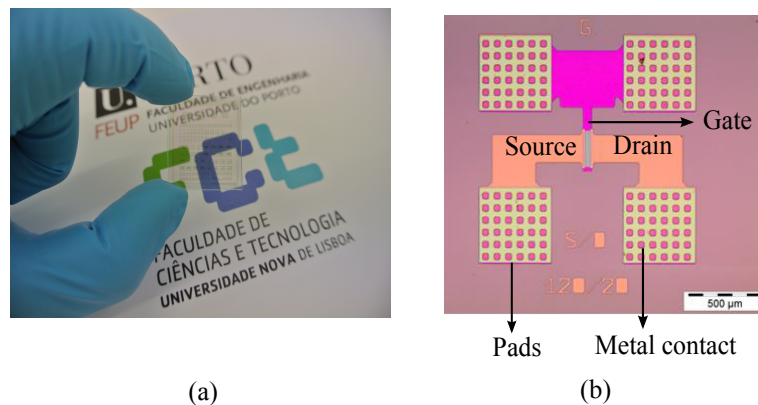 U.
PORTO
FEUP FACULDADE DE ENGENHARIA
UNIVERSIDADE DO PORTO
FACULDADE DE
CIÊNCIAS E TECNOLOGIA
UNIVERSIDADE NOVA DE LISBOA
(a)
G
Gate
Source Drain
S/D
120/20
500 µm
Pads Metal contact
(b)